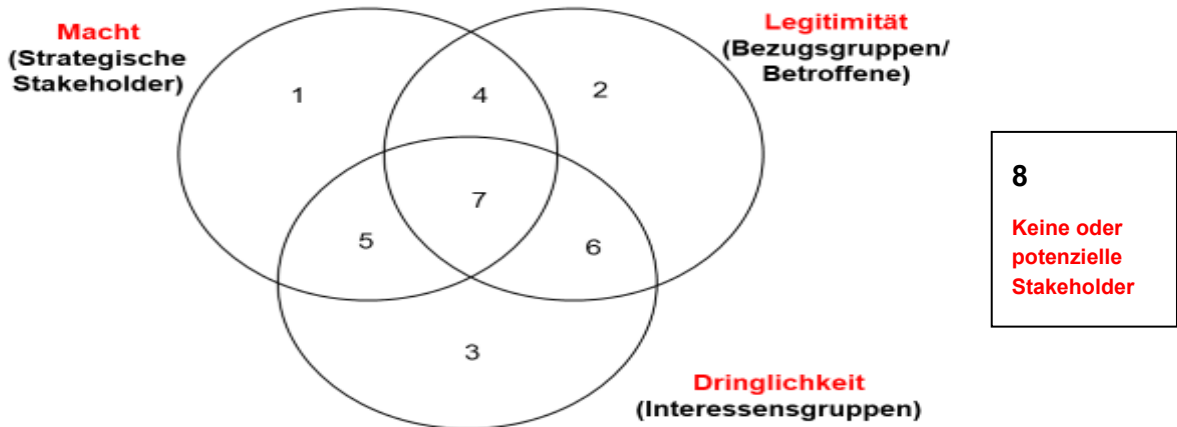 Macht
(Strategische
Stakeholder)
Legitimität
(Bezugsgruppen/
Betroffene)
1
4
2
7
5
6
3
8
Keine oder
potenzielle
Stakeholder
Dringlichkeit
(Interessensgruppen)